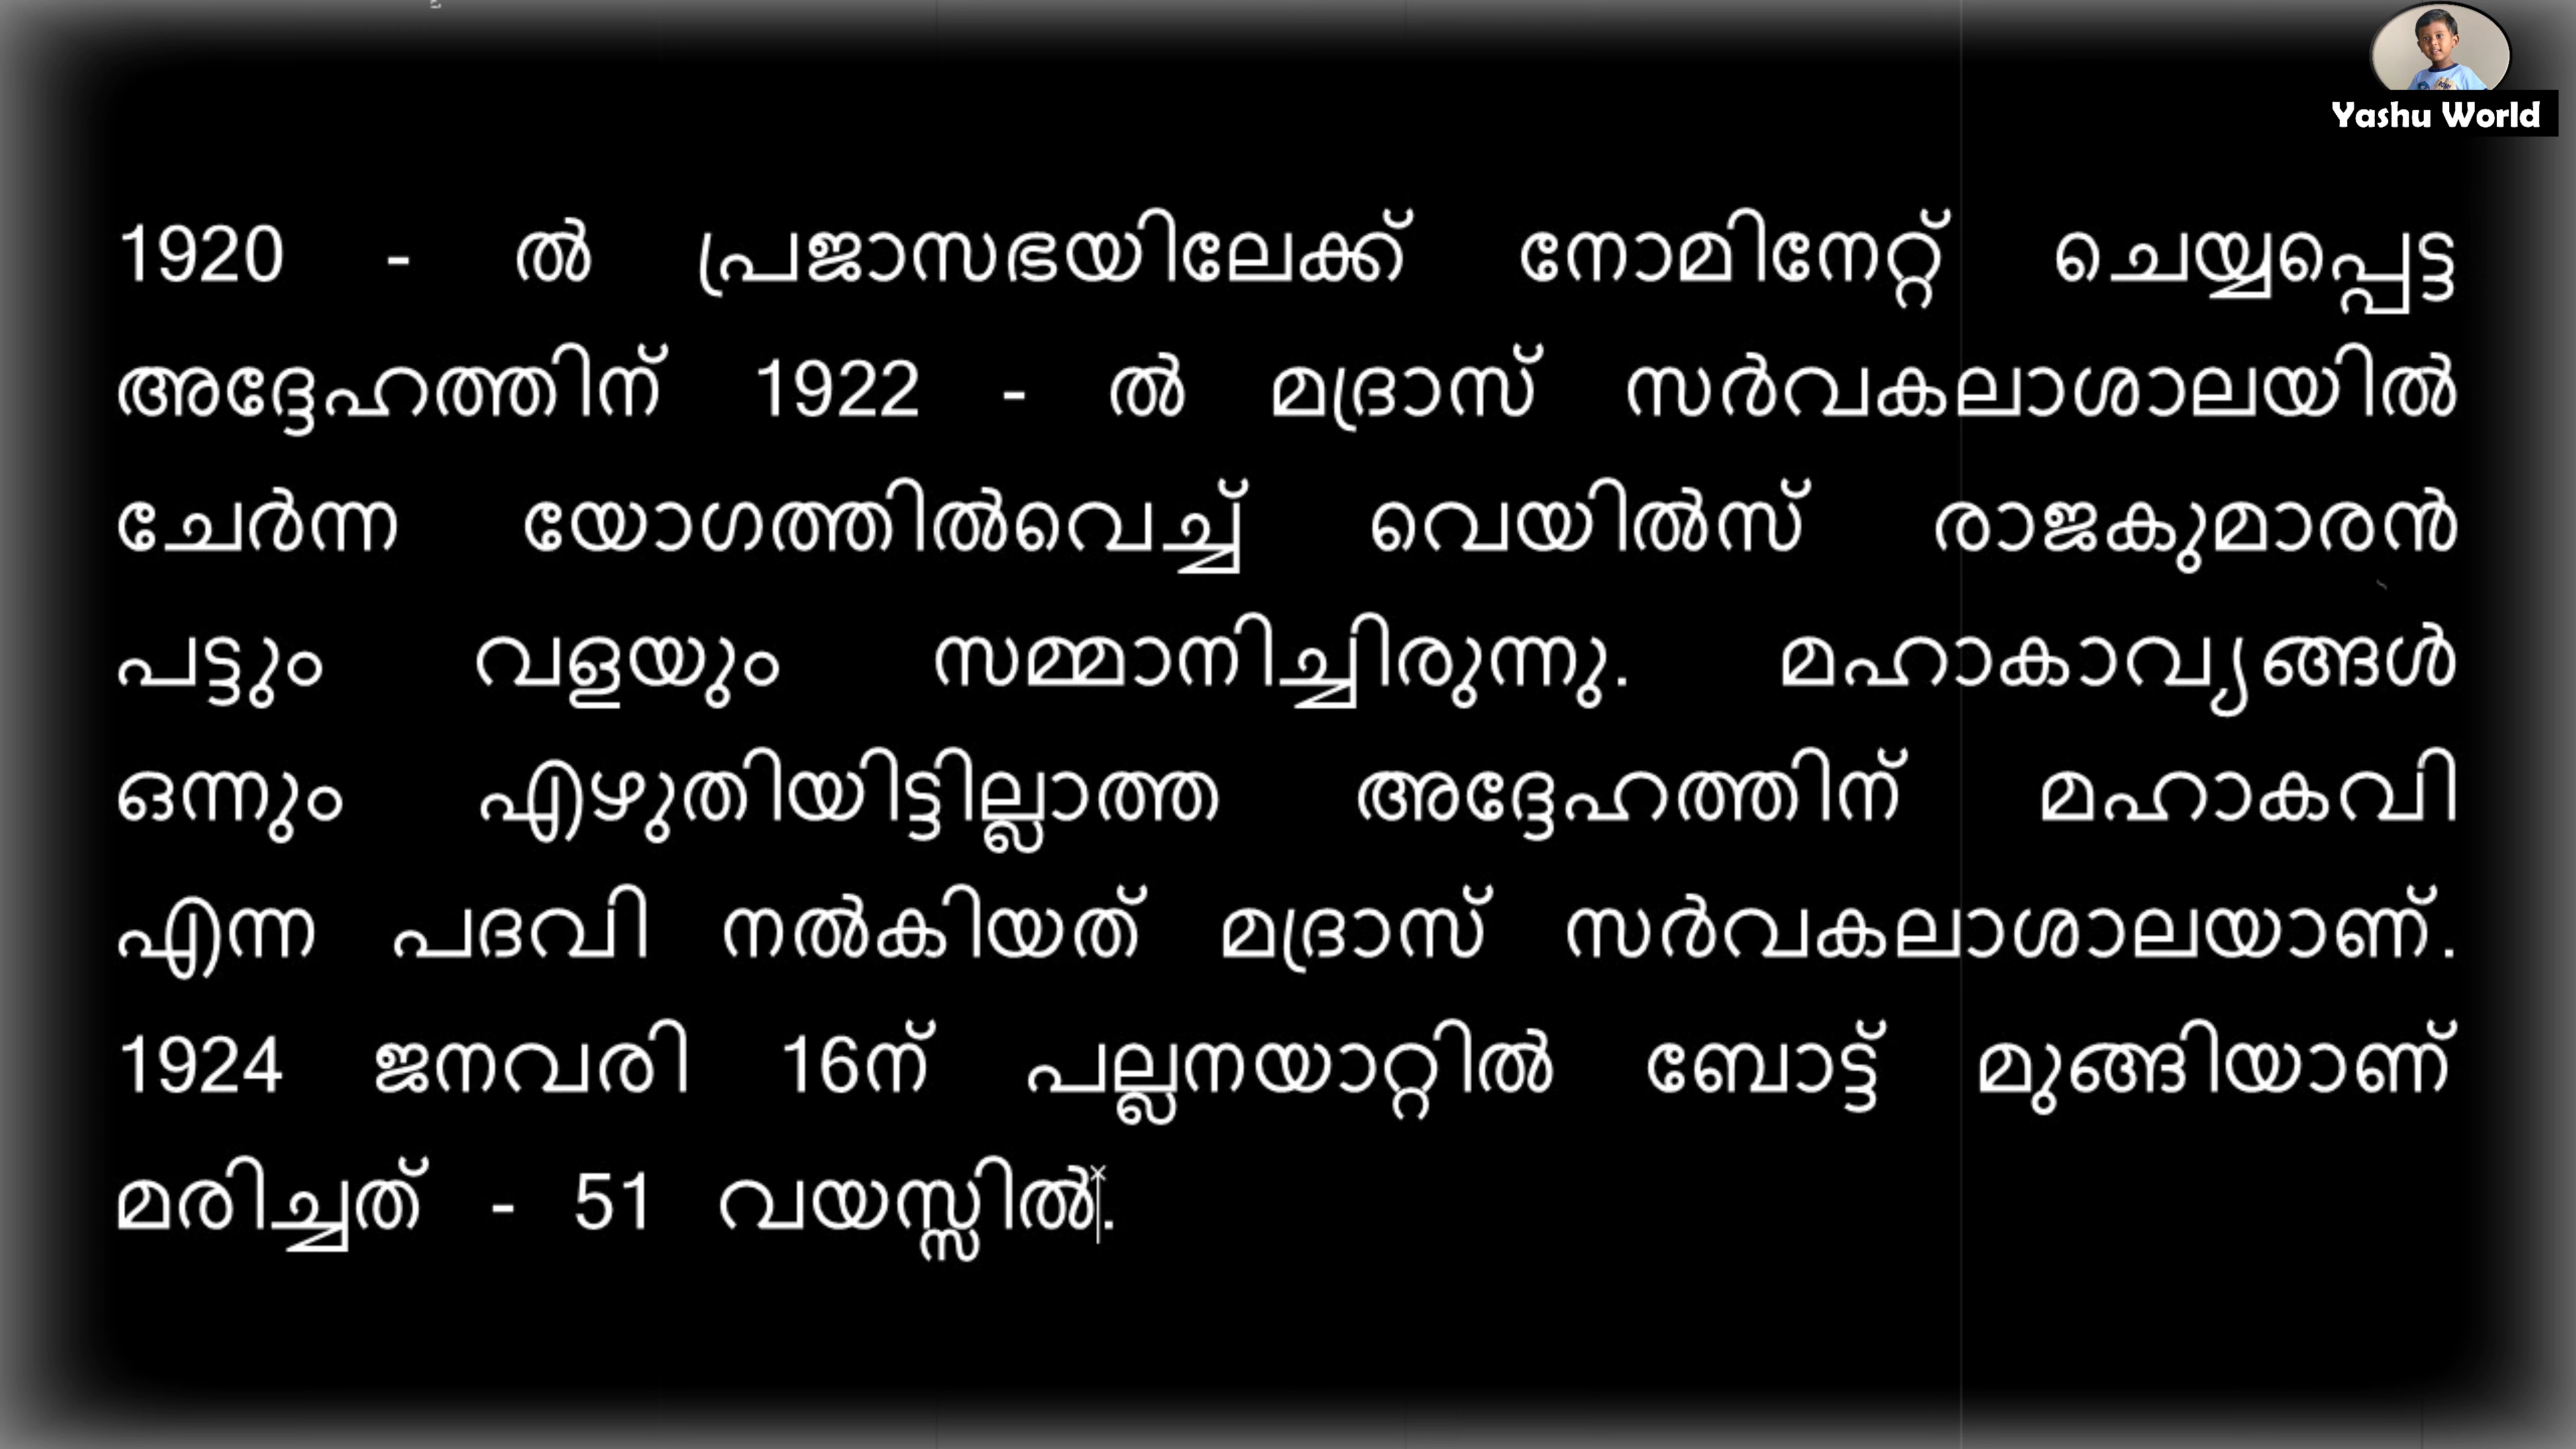 Yashu World
1920 - ൽ പ്രജാസഭയിലേക്ക് നോമിനേറ്റ് ചെയ്യപ്പെട്ട
അദ്ദേഹത്തിന് 1922 - ൽ മദ്രാസ് സർവകലാശാലയിൽ
ചേർന്ന യോഗത്തിൽവെച്ച് വെയിൽസ് രാജകുമാരൻ
പട്ടും വളയും സമ്മാനിച്ചിരുന്നു. മഹാകാവ്യങ്ങൾ
ഒന്നും എഴുതിയിട്ടില്ലാത്ത അദ്ദേഹത്തിന് മഹാകവി
എന്ന പദവി നൽകിയത് മദ്രാസ് സർവകലാശാലയാണ്.
1924 ജനവരി 16ന് പല്ലനയാറ്റിൽ ബോട്ട് മുങ്ങിയാണ്
മരിച്ചത് - 51 വയസ്സിൽ.